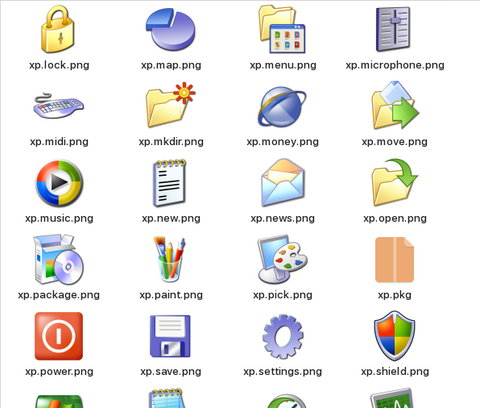 xp.lock.png
xp.map.png
xp.menu.png
xp.microphone.png
xp.midi.png
xp.mkdir.png
xp.money.png
xp.move.png
xp.music.png
xp.new.png
xp.news.png
xp.open.png
xp.package.png
xp.paint.png
xp.pick.png
xp.pkg
xp.power.png
xp.save.png
xp.settings.png
xp.shield.png